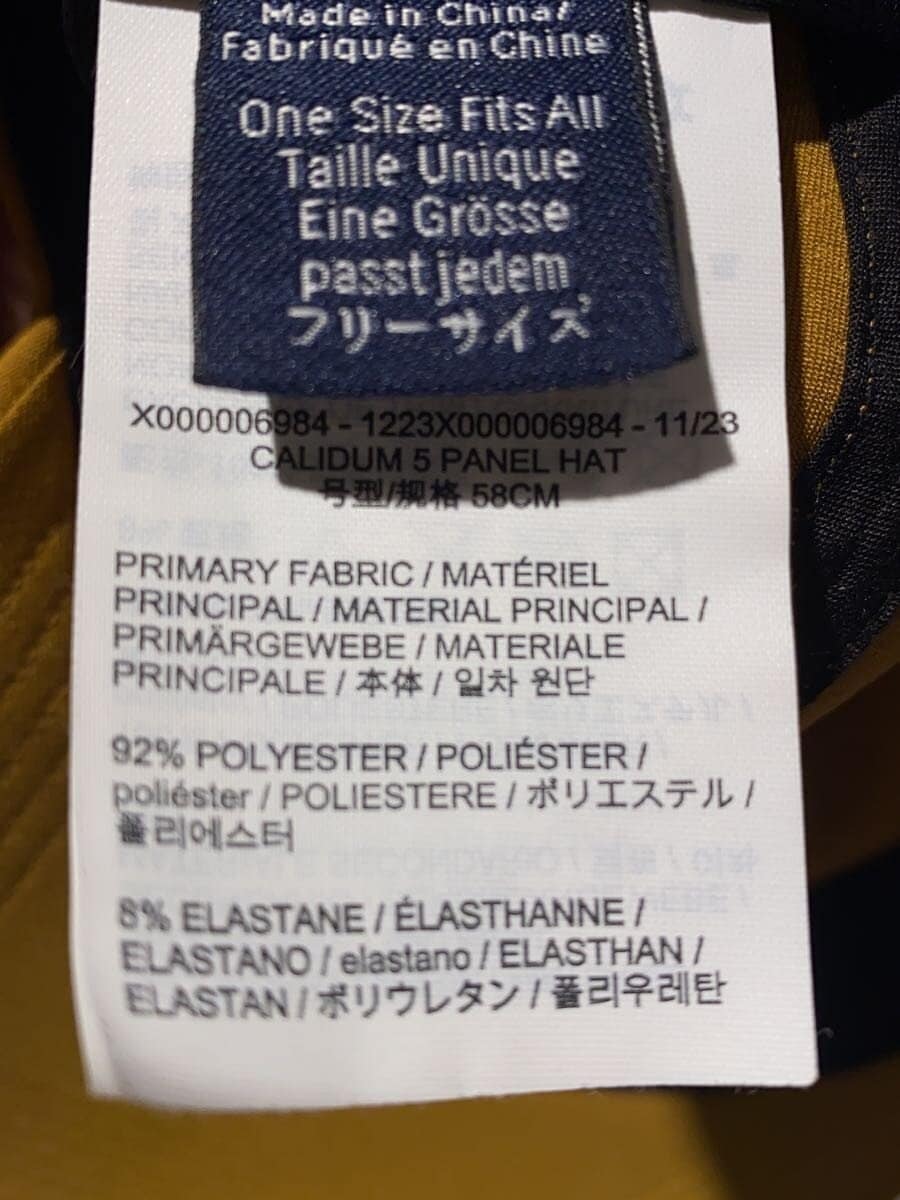 Made in China/
Fabriqué en Chine
One Size Fits All
Taille Unique
Eine Grösse
passt jedem
フリーサイズ
X000006984 - 1223X000006984 - 11/23
CALIDUM 5 PANEL HAT
号型/规格 58CM
PRIMARY FABRIC / MATÉRIEL
PRINCIPAL / MATERIAL PRINCIPAL /
PRIMÄRGEWEBE / MATERIALE
PRINCIPALE / 本体 / 일차 원단
92% POLYESTER / POLIÉSTER /
poliéster / POLIESTERE / ポリエステル /
폴리에스터
8% ELASTANE / ÉLASTHANNE /
ELASTANO / elastano / ELASTHAN /
ELASTAN / ポリウレタン / 폴리우레탄